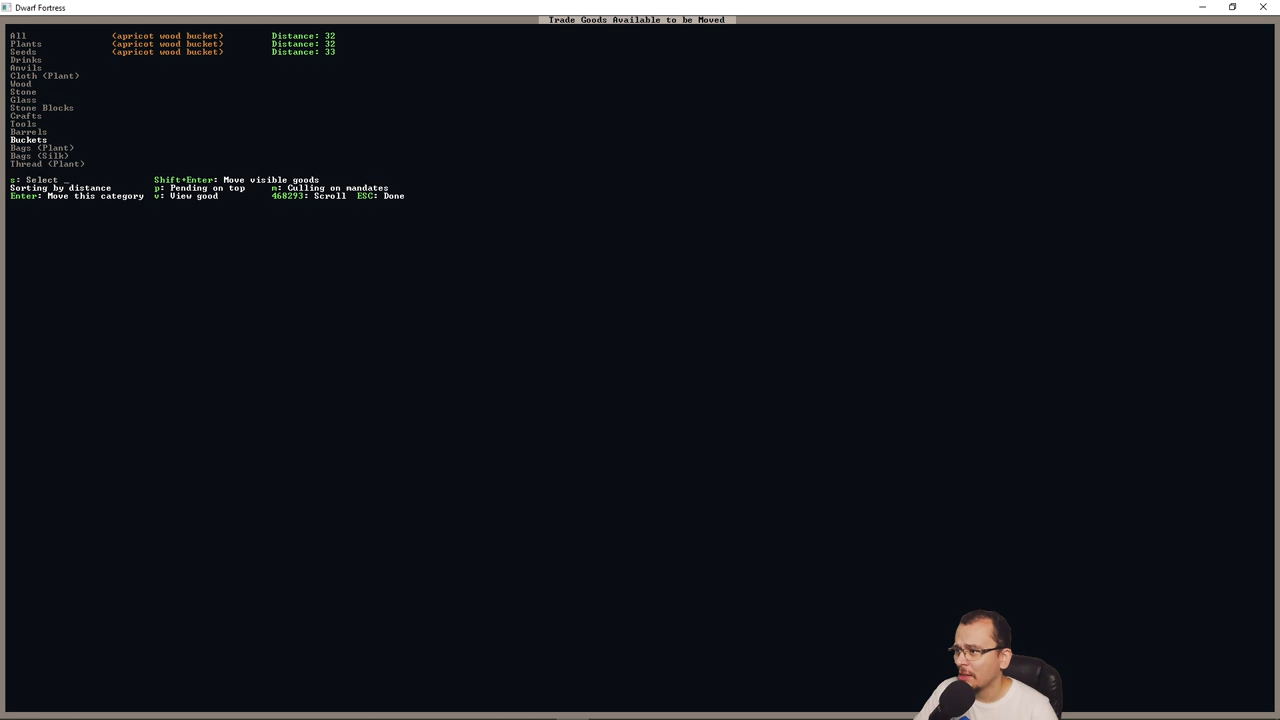 Dwarf Fortress
Trade Goods Available to be Moved
All (apricot wood bucket) Distance: 32
Plants (apricot wood bucket) Distance: 32
Seeds (apricot wood bucket) Distance: 33
Drinks
Anvils
Cloth (Plant)
Wood
Stone
Glass
Stone Blocks
Crafts
Tools
Barrels
Buckets
Bags (Plant)
Bags (Silk)
Thread (Plant)
s: Select _ Shift+Enter: Move visible goods
Sorting by distance p: Pending on top m: Culling on mandates
Enter: Move this category v: View good 468293: Scroll ESC: Done